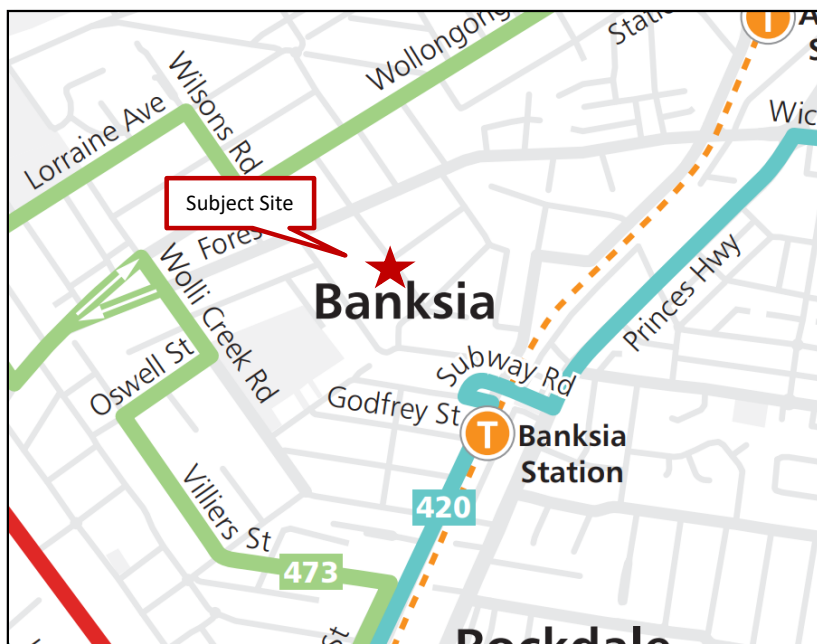 A
S
Station
Wollongong
Wilsons Rd
Lorraine Ave
Wic
Subject Site
Fores
Wolli Creek Rd
Banksia
Princes Hwy
Subway Rd
Oswell St
Godfrey St
T
T
Banksia
Station
Villiers St
420
473
st
Rockdale